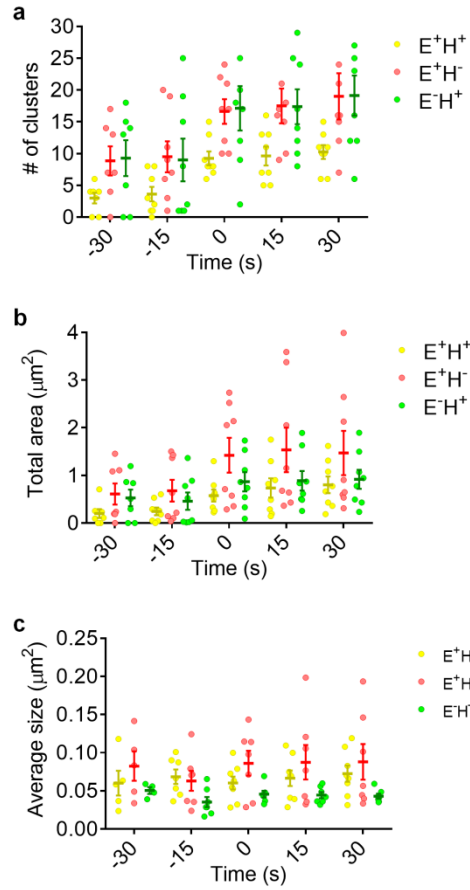 a
# of clusters
30
25
20
15
10
5
0
-30
-15
0
15
30
Time (s)
E⁺H⁺
E⁺H⁻
E⁻H⁺
b
Total area (μm²)
4
3
2
1
0
-30
-15
0
15
30
Time (s)
E⁺H⁺
E⁺H⁻
E⁻H⁺
c
Average size (μm²)
0.25
0.20
0.15
0.10
0.05
0.00
-30
-15
0
15
30
Time (s)
E⁺H
E⁺H
E⁻H